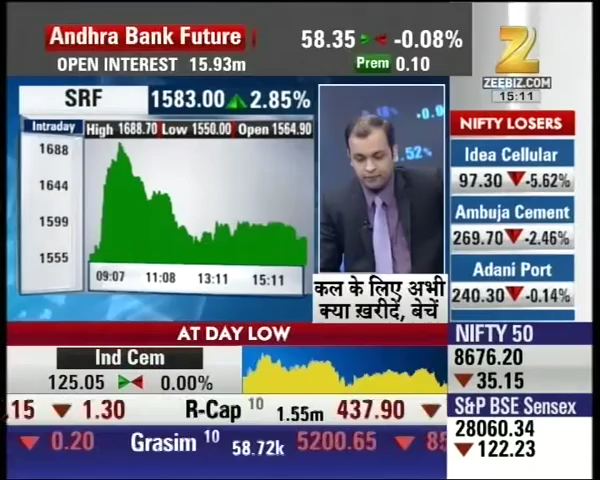 Andhra Bank Future
58.35 -0.08%
OPEN INTEREST 15.93m
Prem 0.10
Z
ZEEBIZ.COM
15:11
SRF 1583.00 2.85%
Intraday High 1688.70 Low 1550.00 Open 1564.90
1688
1644
1599
1555
09:07 11:08 13:11 15:11
52%
कल के लिए अभी
क्या ख़रीदें, बेचें
NIFTY LOSERS
Idea Cellular
97.30 -5.62%
Ambuja Cement
269.70 -2.46%
Adani Port
240.30 -0.14%
AT DAY LOW
Ind Cem
125.05 0.00%
NIFTY 50
8676.20
35.15
S&P BSE Sensex
28060.34
122.23
.15 1.30 R-Cap 10 1.55m 437.90
0.20 Grasim 10 58.72k 5200.65 85